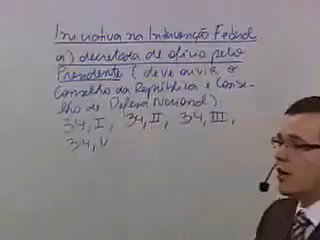 Iniciativa na Intervenção Federal
a) decretada de ofício pelo
Presidente (deve ouvir o
Conselho da República e Conse-
lho de Defesa Nacional)
34, I, 34, II, 34, III,
34, V